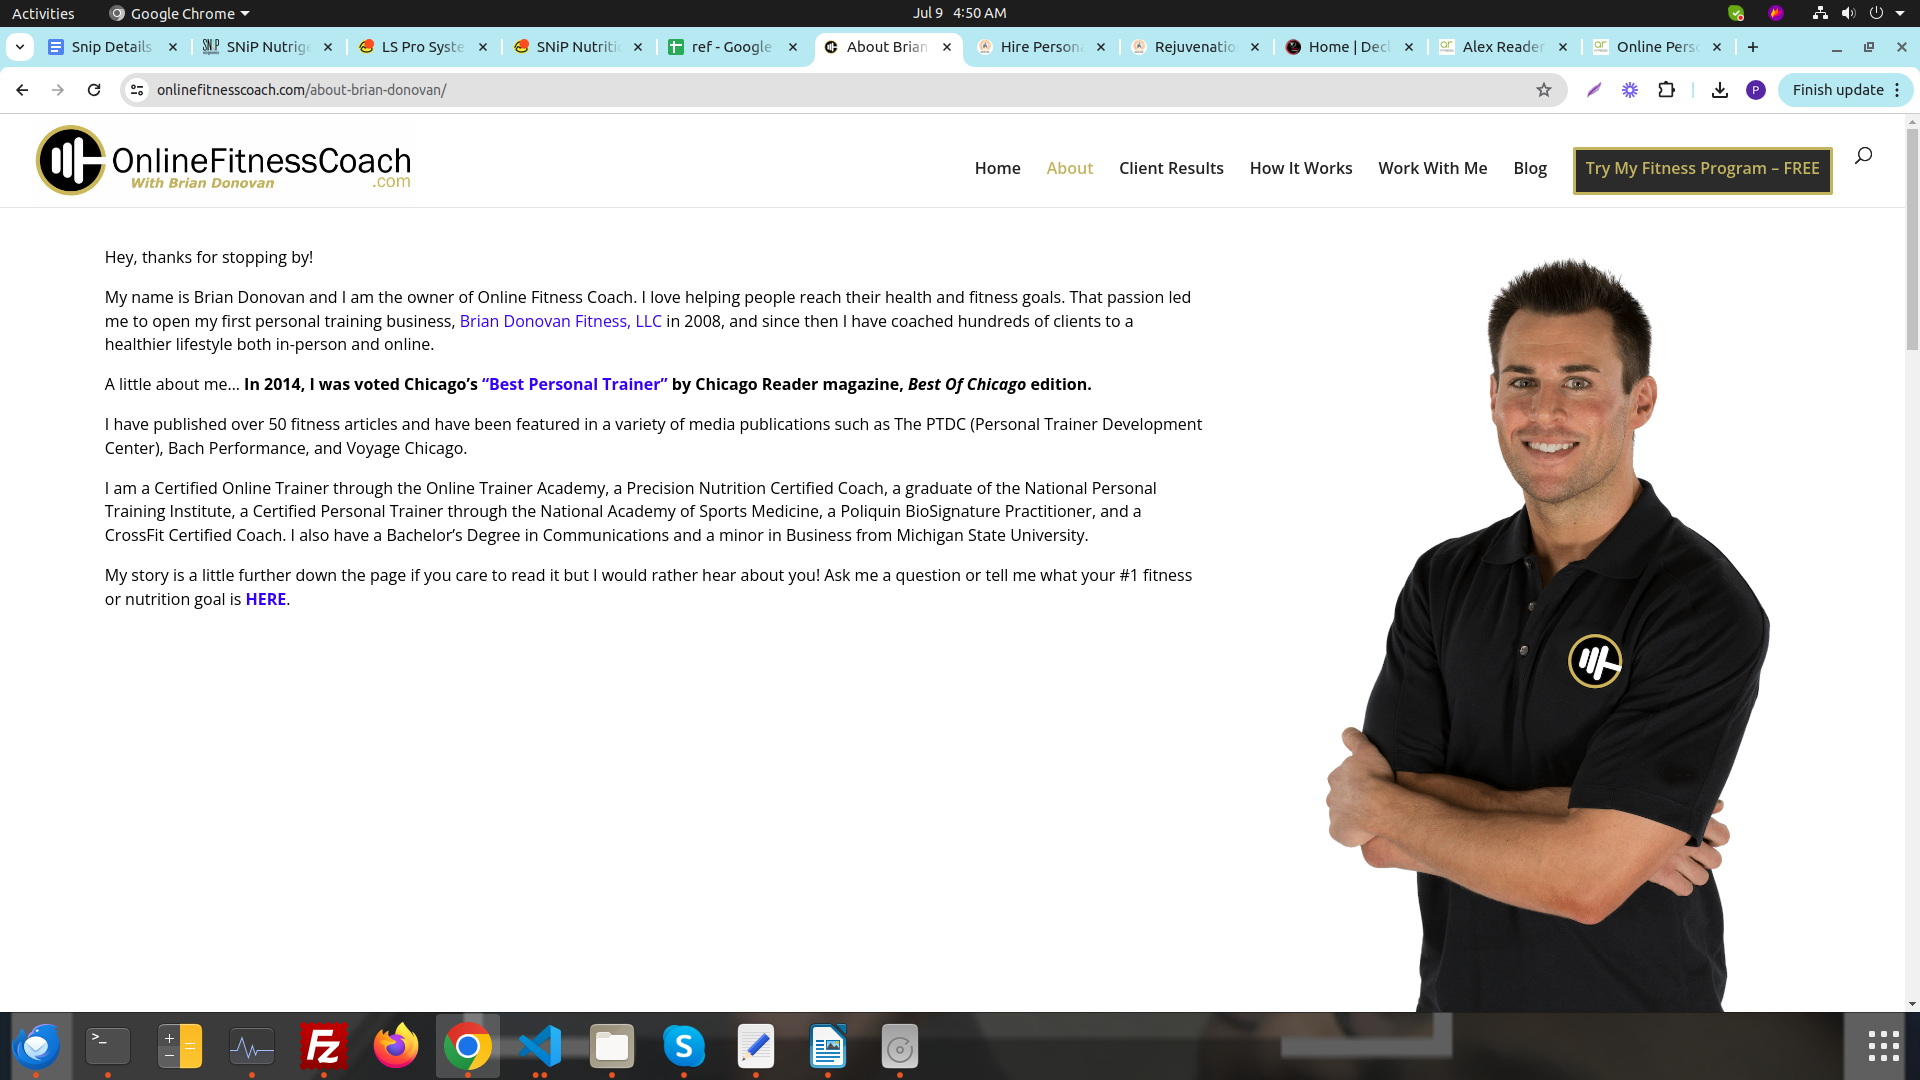 Activities Google Chrome Jul 9 4:50 AM
Snip Details SNiP Nutrige LS Pro Syste SNiP Nutriti ref - Google About Brian Hire Persona Rejuvenatio Home | Decl Alex Reader Online Perso
onlinefitnesscoach.com/about-brian-donovan/ P Finish update
OnlineFitnessCoach
With Brian Donovan .com
Home About Client Results How It Works Work With Me Blog Try My Fitness Program – FREE
Hey, thanks for stopping by!
My name is Brian Donovan and I am the owner of Online Fitness Coach. I love helping people reach their health and fitness goals. That passion led
me to open my first personal training business, Brian Donovan Fitness, LLC in 2008, and since then I have coached hundreds of clients to a
healthier lifestyle both in-person and online.
A little about me… In 2014, I was voted Chicago’s “Best Personal Trainer” by Chicago Reader magazine, Best Of Chicago edition.
I have published over 50 fitness articles and have been featured in a variety of media publications such as The PTDC (Personal Trainer Development
Center), Bach Performance, and Voyage Chicago.
I am a Certified Online Trainer through the Online Trainer Academy, a Precision Nutrition Certified Coach, a graduate of the National Personal
Training Institute, a Certified Personal Trainer through the National Academy of Sports Medicine, a Poliquin BioSignature Practitioner, and a
CrossFit Certified Coach. I also have a Bachelor’s Degree in Communications and a minor in Business from Michigan State University.
My story is a little further down the page if you care to read it but I would rather hear about you! Ask me a question or tell me what your #1 fitness
or nutrition goal is HERE.